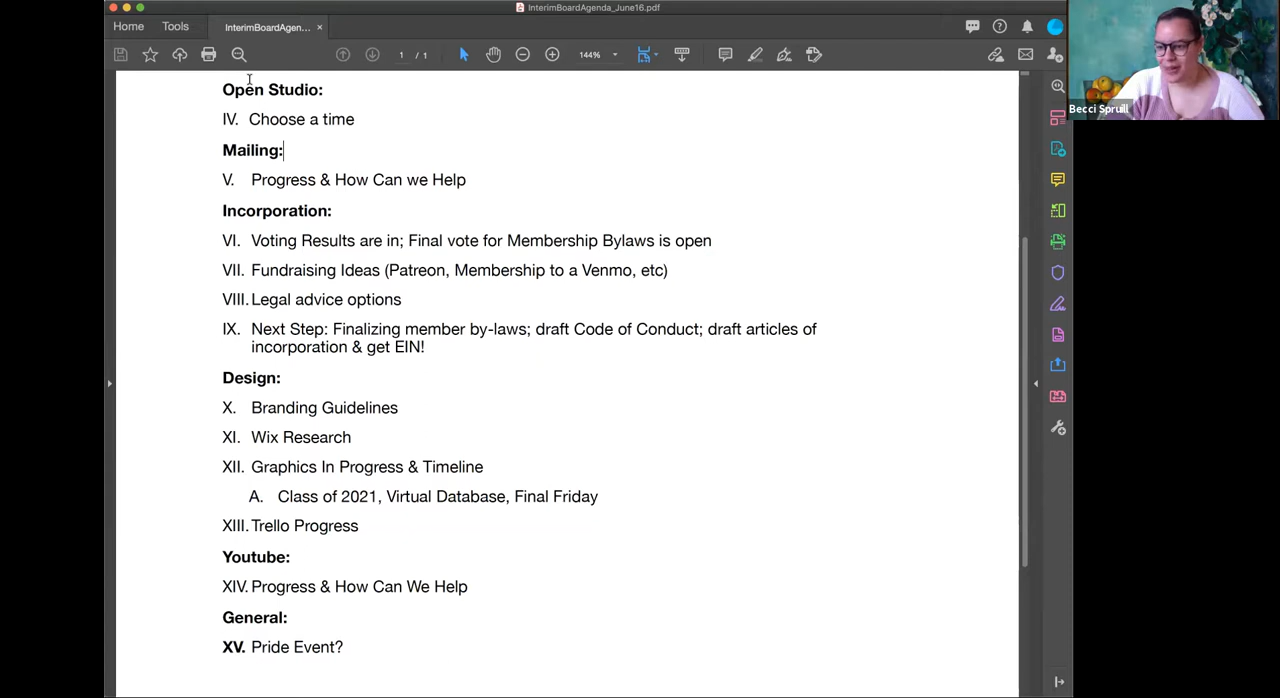 InterimBoardAgenda_June16.pdf
Home
Tools
InterimBoardAgen... ×
1 / 1
144%
Becci Spruill
Open Studio:
IV. Choose a time
Mailing:
V. Progress & How Can we Help
Incorporation:
VI. Voting Results are in; Final vote for Membership Bylaws is open
VII. Fundraising Ideas (Patreon, Membership to a Venmo, etc)
VIII. Legal advice options
IX. Next Step: Finalizing member by-laws; draft Code of Conduct; draft articles of
incorporation & get EIN!
Design:
X. Branding Guidelines
XI. Wix Research
XII. Graphics In Progress & Timeline
A. Class of 2021, Virtual Database, Final Friday
XIII. Trello Progress
Youtube:
XIV. Progress & How Can We Help
General:
XV. Pride Event?